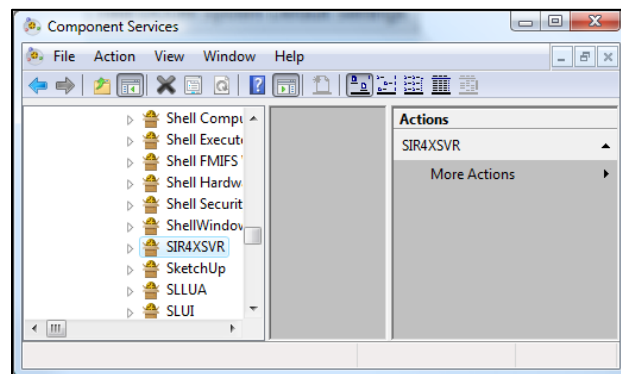 Component Services
File Action View Window Help
Shell Compu
Shell Execut
Shell FMIFS
Shell Hardw
Shell Securit
ShellWindov
SIR4XSVR
SketchUp
SLLUA
SLUI
Actions
SIR4XSVR
More Actions